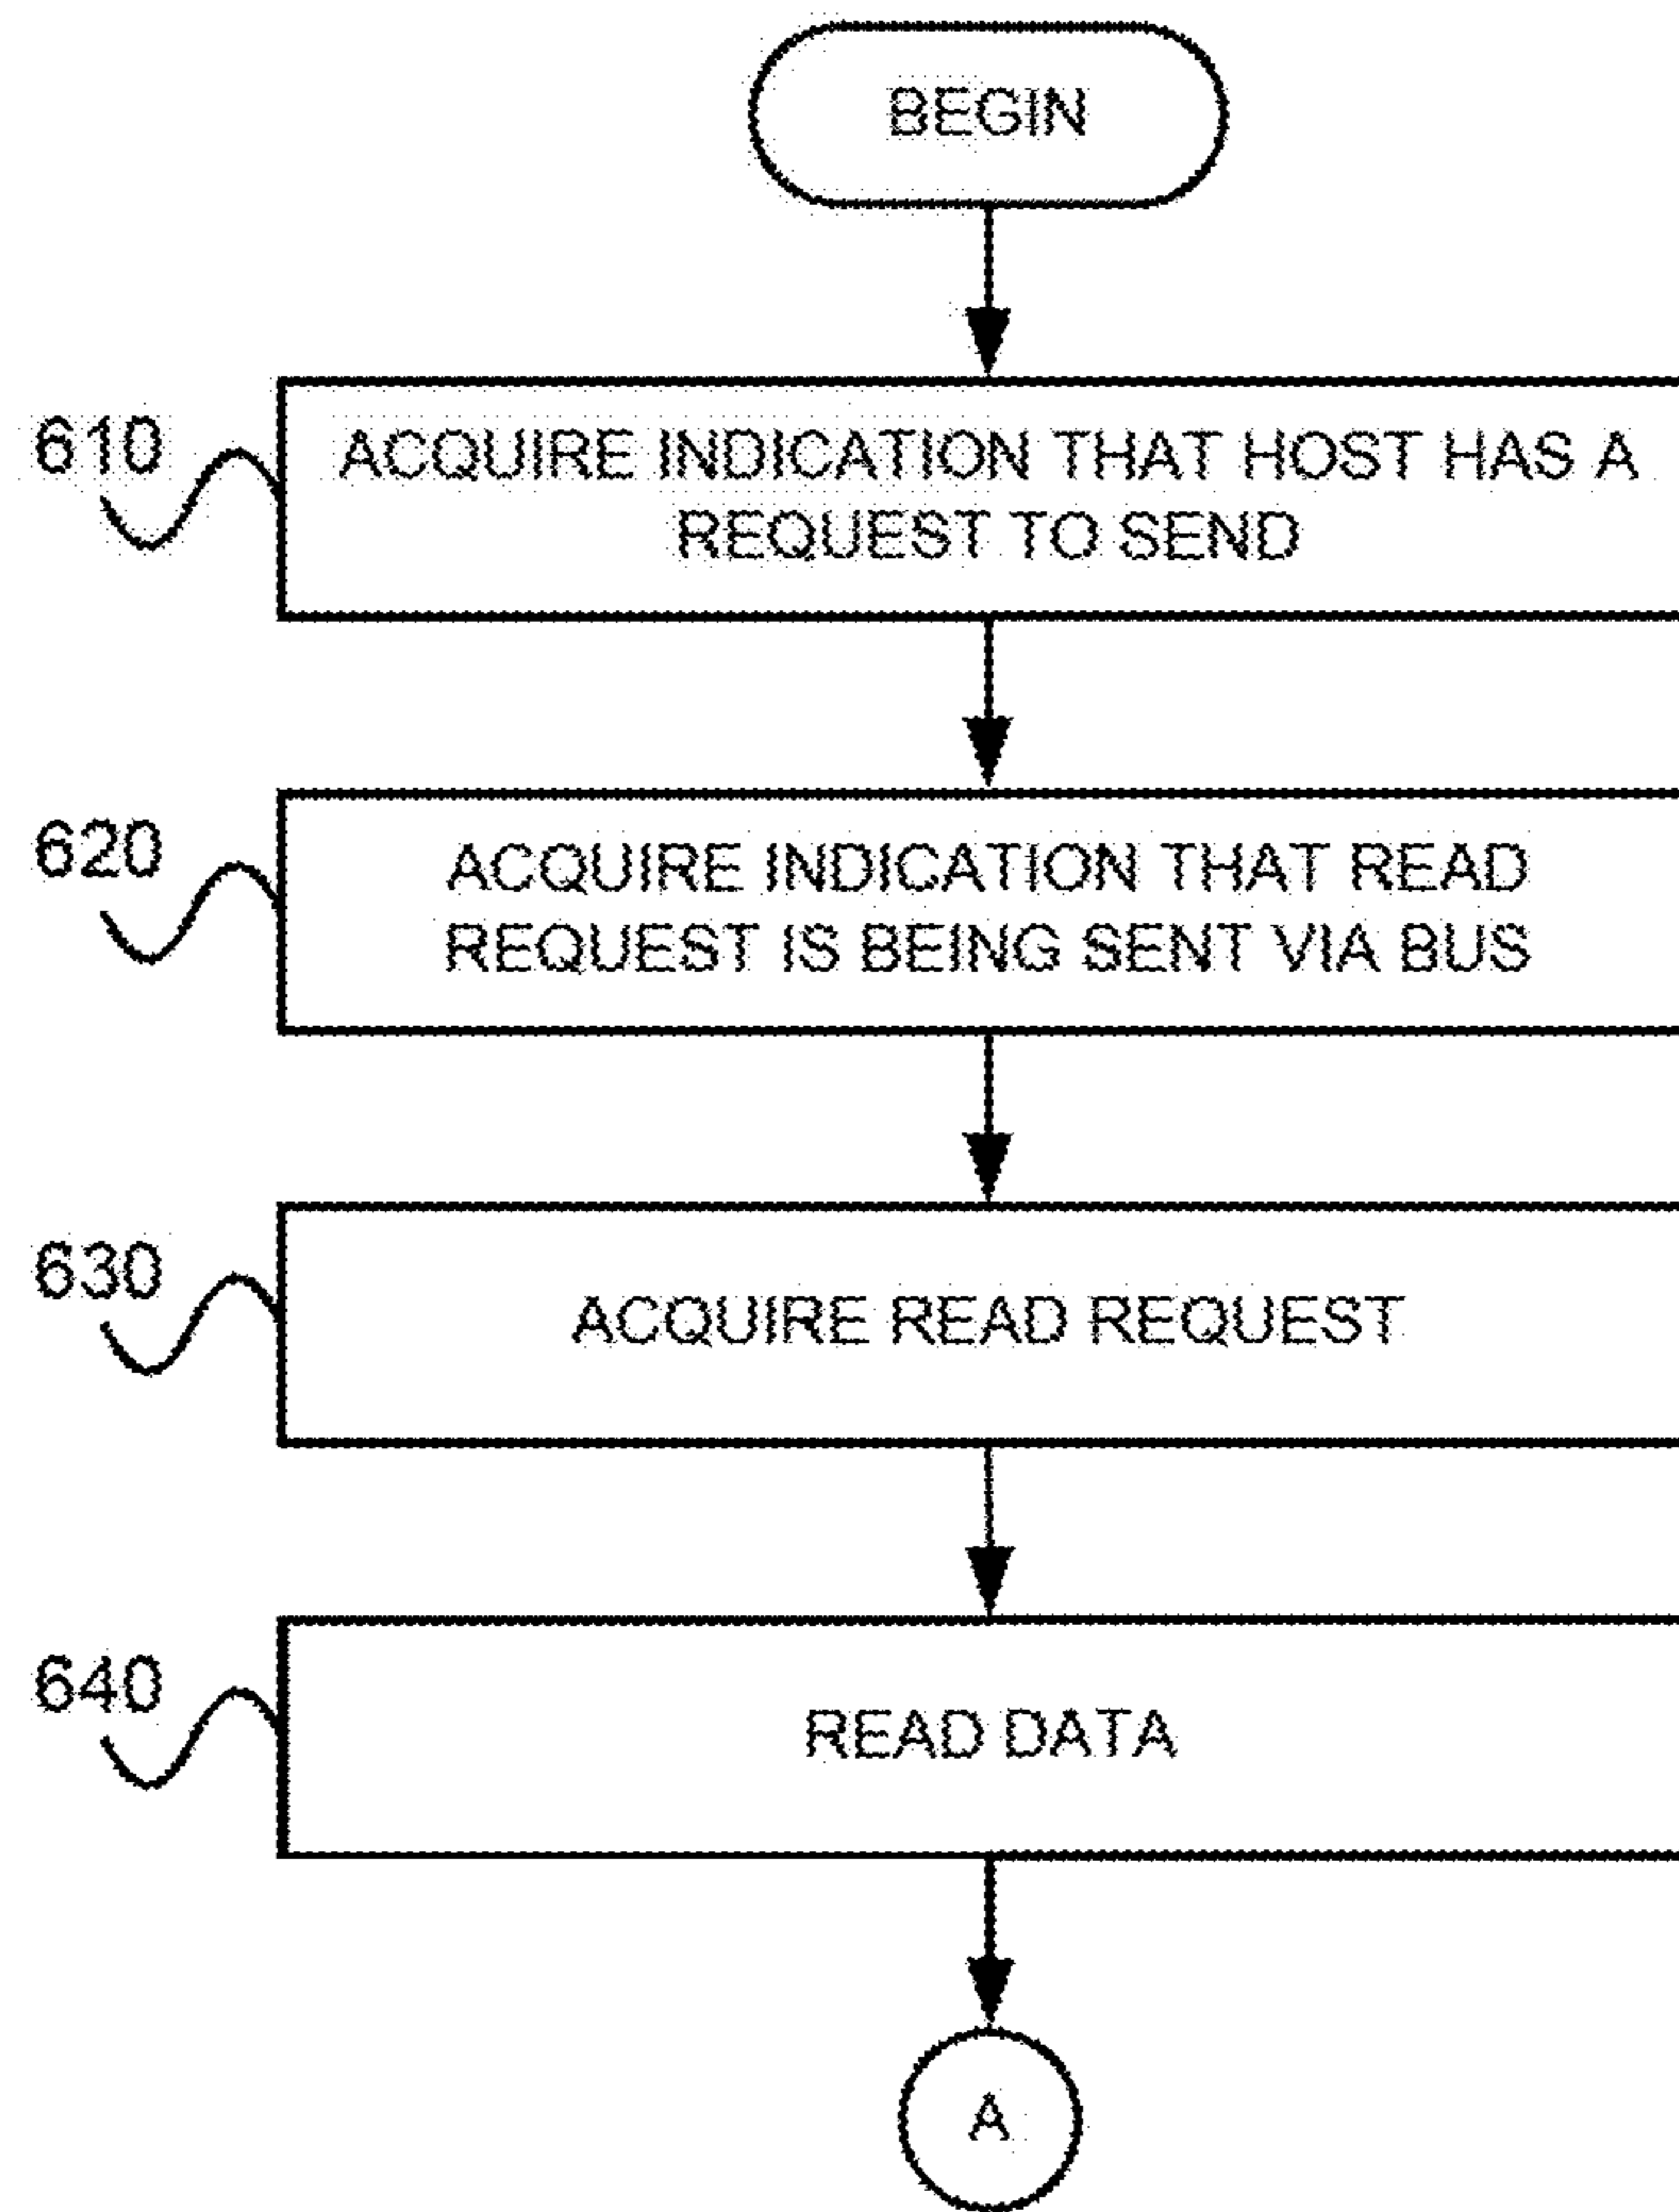 BEGIN
610
ACQUIRE INDICATION THAT HOST HAS A
REQUEST TO SEND
620
ACQUIRE INDICATION THAT READ
REQUEST IS BEING SENT VIA BUS
630
ACQUIRE READ REQUEST
640
READ DATA
A